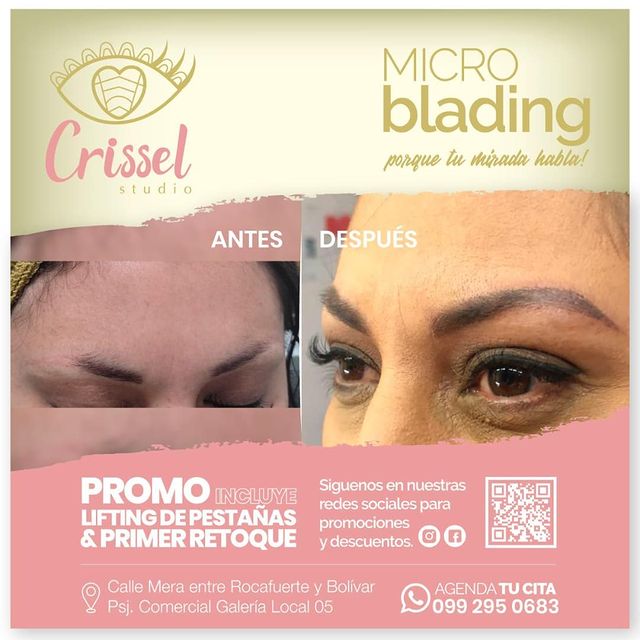 Crissel
studio
MICRO
blading
porque tu mirada habla!
ANTES
DESPUÉS
PROMO INCLUYE
LIFTING DE PESTAÑAS
& PRIMER RETOQUE
Siguenos en nuestras
redes sociales para
promociones
y descuentos.
Calle Mera entre Rocafuerte y Bolívar
Psj. Comercial Galería Local 05
AGENDA TU CITA
099 295 0683